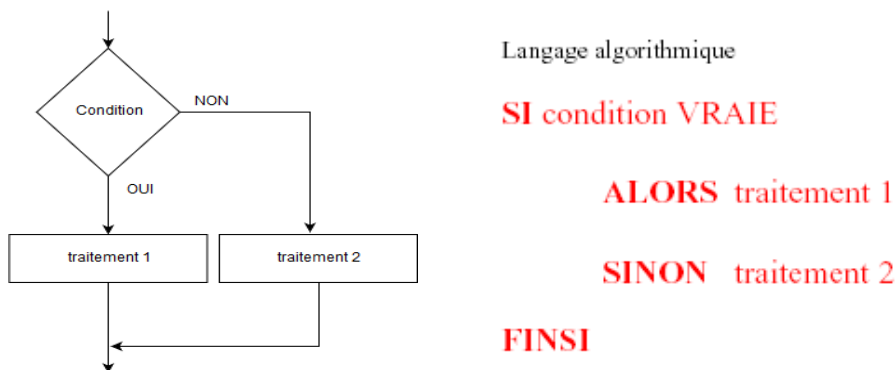 Condition
NON
OUI
traitement 1
traitement 2
Langage algorithmique
SI condition VRAIE
ALORS traitement 1
SINON traitement 2
FINSI